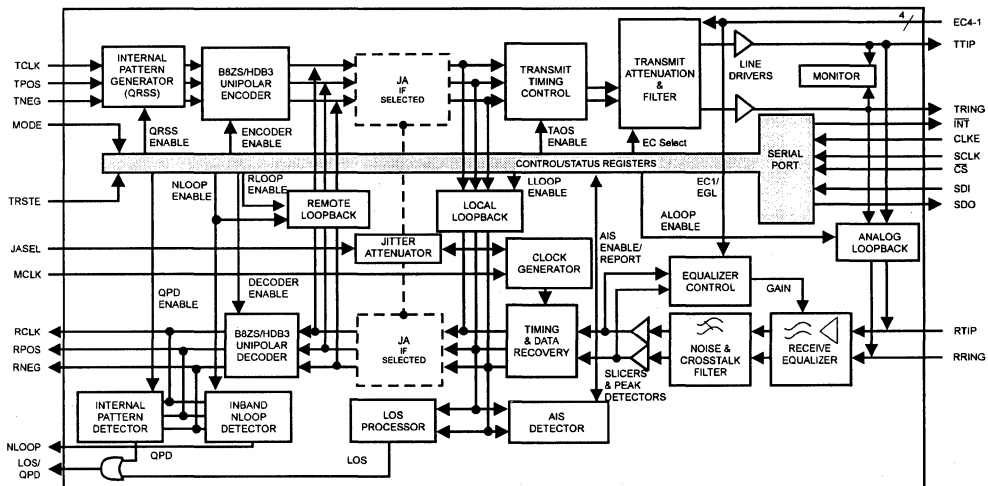 4
EC4-1
TTIP
TRING
INT
CLKE
SCLK
CS
SDI
SDO
RTIP
RRING
TCLK
TPOS
TNEG
MODE
TRSTE
JASEL
MCLK
RCLK
RPOS
RNEG
NLOOP
LOS/
QPD
INTERNAL
PATTERN
GENERATOR
(QRSS)
B8ZS/HDB3
UNIPOLAR
ENCODER
JA
IF
SELECTED
TRANSMIT
TIMING
CONTROL
TRANSMIT
ATTENUATION
&
FILTER
LINE
DRIVERS
MONITOR
QRSS
ENABLE
ENCODER
ENABLE
TAOS
ENABLE
EC Select
CONTROL/STATUS REGISTERS
SERIAL
PORT
NLOOP
ENABLE
RLOOP
ENABLE
REMOTE
LOOPBACK
LLOOP
ENABLE
LOCAL
LOOPBACK
EC1/
EGL
ALOOP
ENABLE
ANALOG
LOOPBACK
JITTER
ATTENUATOR
CLOCK
GENERATOR
AIS
ENABLE/
REPORT
EQUALIZER
CONTROL
GAIN
QPD
ENABLE
DECODER
ENABLE
B8ZS/HDB3
UNIPOLAR
DECODER
JA
IF
SELECTED
TIMING
& DATA
RECOVERY
SLICERS
& PEAK
DETECTORS
NOISE &
CROSSTALK
FILTER
RECEIVE
EQUALIZER
INTERNAL
PATTERN
DETECTOR
INBAND
NLOOP
DETECTOR
LOS
PROCESSOR
AIS
DETECTOR
QPD
LOS